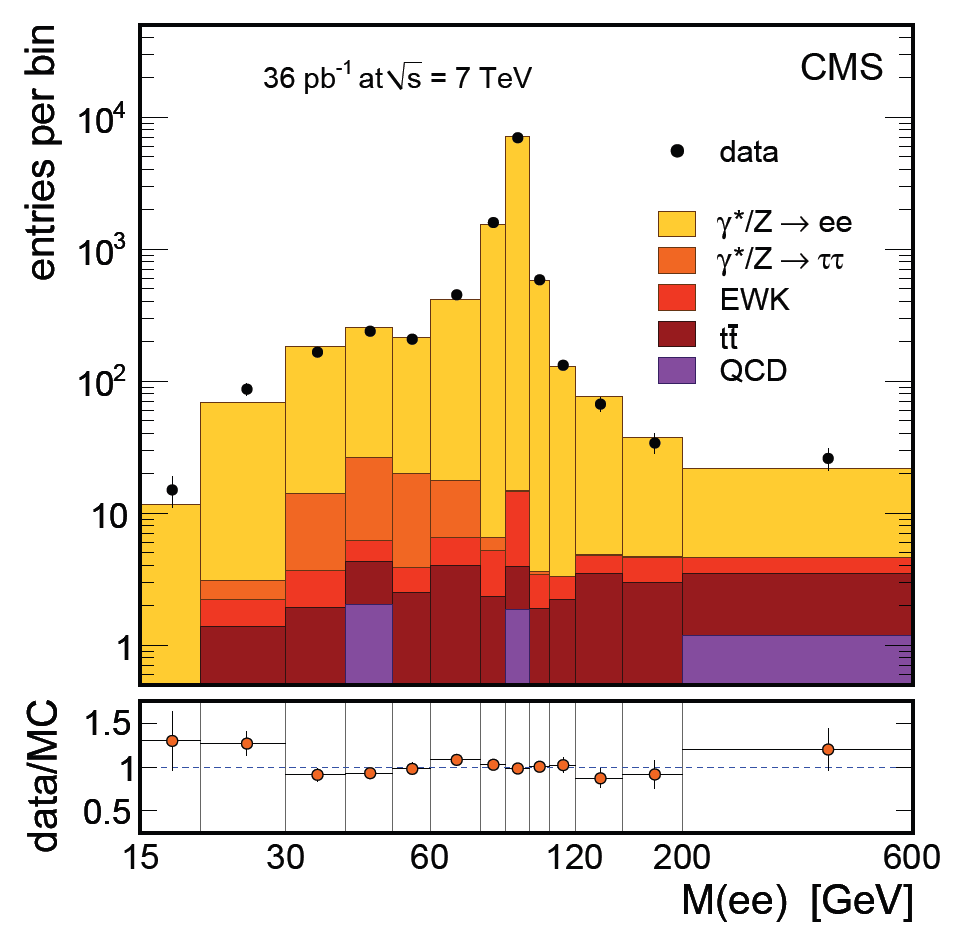 entries per bin
10⁴
10³
10²
10
1
36 pb⁻¹ at √s = 7 TeV
CMS
data
γ*/Z → ee
γ*/Z → ττ
EWK
tt̄
QCD
data/MC
1.5
1
0.5
15 30 60 120 200 600
M(ee) [GeV]